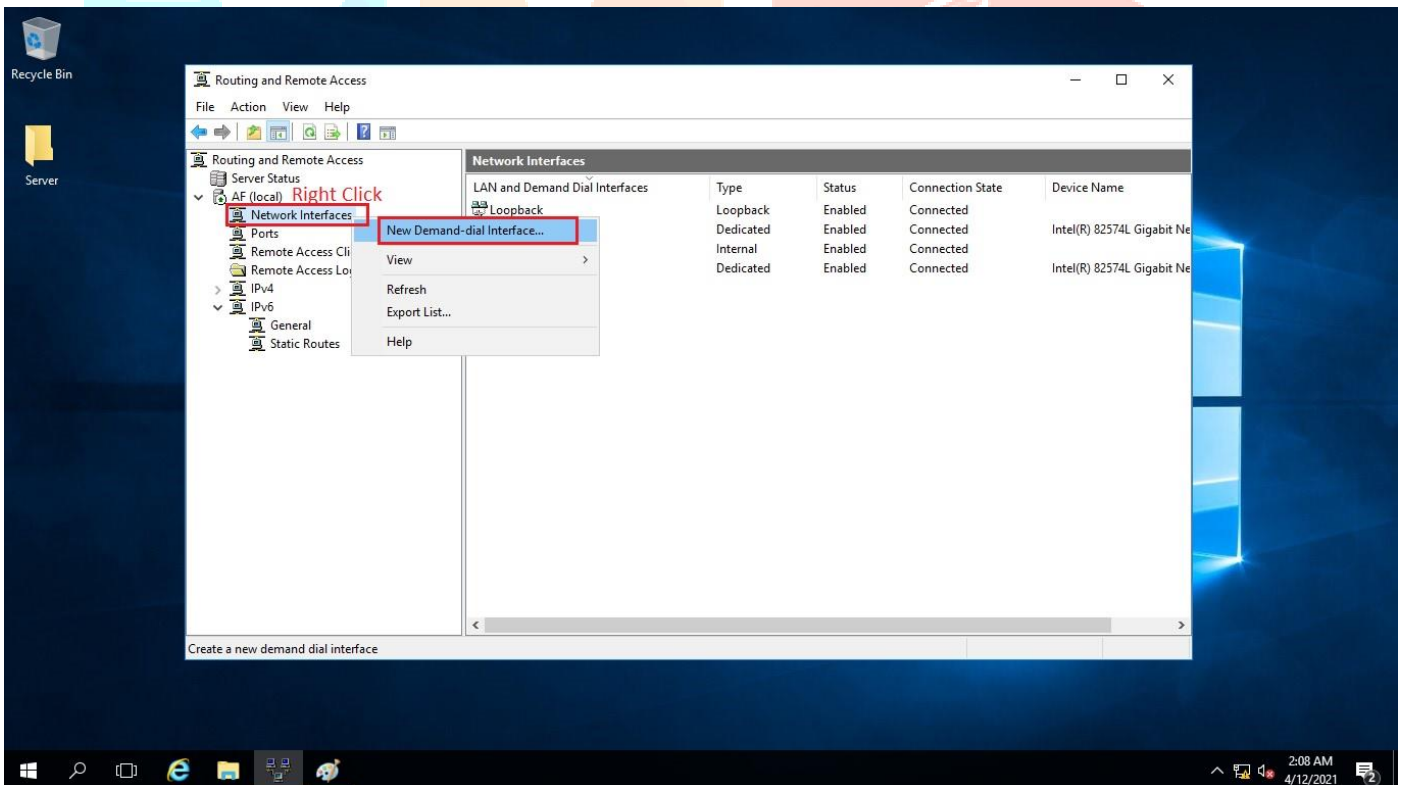 Recycle Bin
Server
Routing and Remote Access
File Action View Help
Routing and Remote Access
Server Status
AF (local) Right Click
Network Interfaces
Ports
Remote Access Cli
Remote Access Lo
IPv4
IPv6
General
Static Routes
New Demand-dial Interface...
View
Refresh
Export List...
Help
Network Interfaces
LAN and Demand Dial Interfaces Type Status Connection State Device Name
Loopback Loopback Enabled Connected
Dedicated Enabled Connected Intel(R) 82574L Gigabit Ne
Internal Enabled Connected
Dedicated Enabled Connected Intel(R) 82574L Gigabit Ne
Create a new demand dial interface
2:08 AM
4/12/2021
2